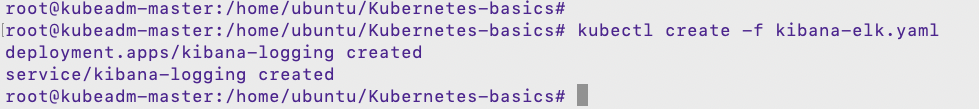 root@kubeadm-master:/home/ubuntu/Kubernetes-basics#
root@kubeadm-master:/home/ubuntu/Kubernetes-basics# kubectl create -f kibana-elk.yaml
deployment.apps/kibana-logging created
service/kibana-logging created
root@kubeadm-master:/home/ubuntu/Kubernetes-basics#